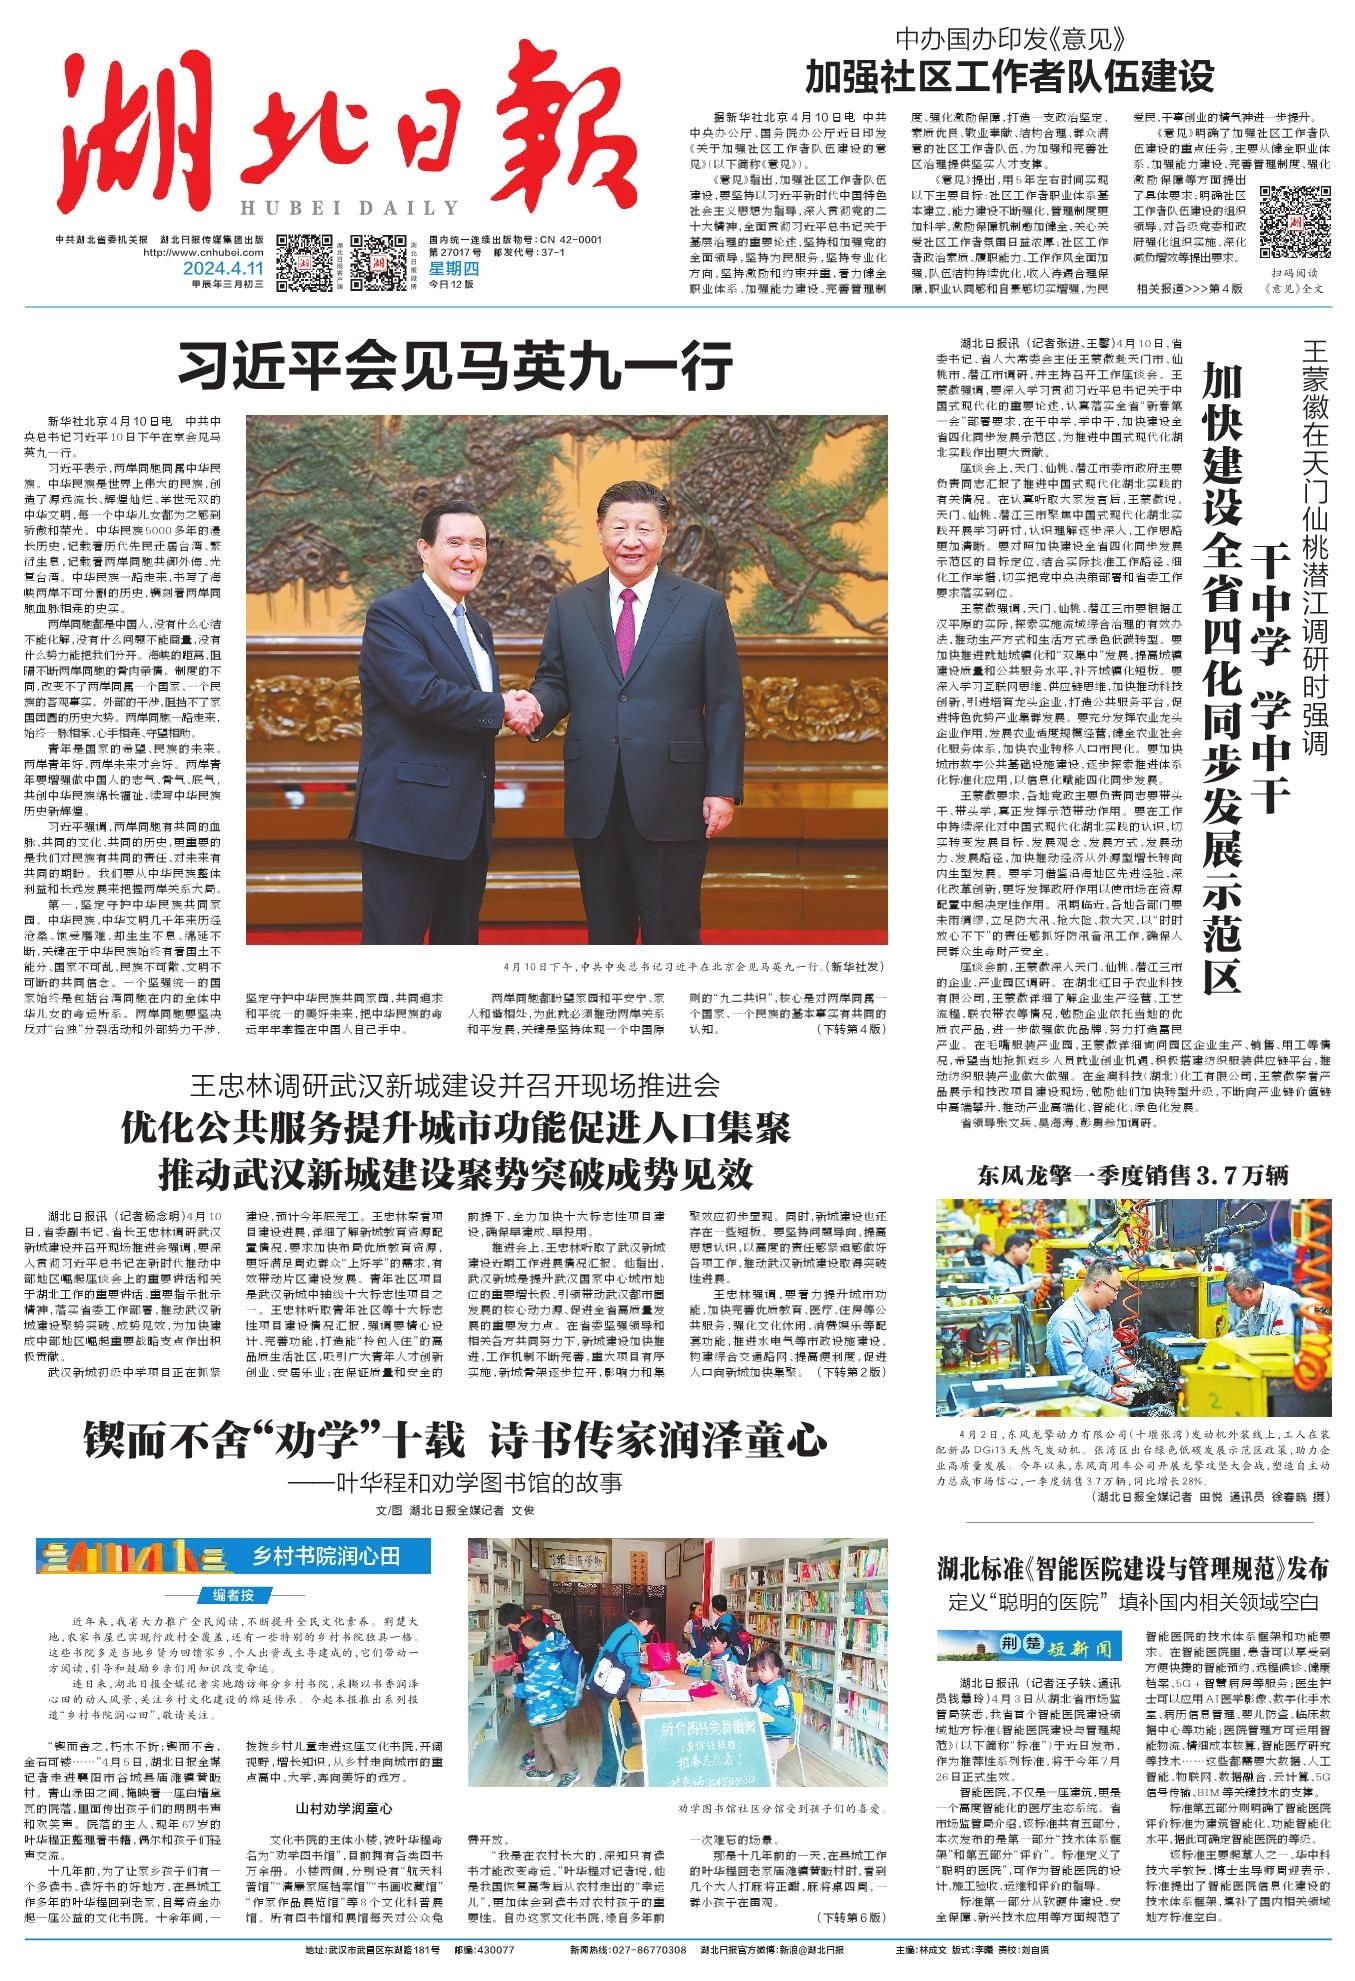 湖北日報
HUBEI DAILY
中共湖北省委机关报 湖北日报传媒集团出版
http://www.cnhubei.com
2024.4.11
甲辰年三月初三
湖北日报客户端
湖北日报微博
国内统一连续出版物号:CN 42-0001
第27017号 邮发代号:37-1
星期四
今日12版
中办国办印发《意见》
加强社区工作者队伍建设
据新华社北京4月10日电 中共
中央办公厅、国务院办公厅近日印发
《关于加强社区工作者队伍建设的意
见》(以下简称《意见》)。
《意见》指出,加强社区工作者队伍
建设,要坚持以习近平新时代中国特色
社会主义思想为指导,深入贯彻党的二
十大精神,全面贯彻习近平总书记关于
基层治理的重要论述,坚持和加强党的
全面领导,坚持为民服务,坚持专业化
方向,坚持激励和约束并重,着力健全
职业体系、加强能力建设、完善管理制
度、强化激励保障,打造一支政治坚定、
素质优良、敬业奉献、结构合理、群众满
意的社区工作者队伍,为加强和完善社
区治理提供坚实人才支撑。
《意见》提出,用5年左右时间实现
以下主要目标:社区工作者职业体系基
本建立,能力建设不断强化,管理制度更
加科学,激励保障机制愈加健全,关心关
爱社区工作者氛围日益浓厚;社区工作
者政治素质、履职能力、工作作风全面加
强,队伍结构持续优化,收入待遇合理保
障,职业认同感和自豪感切实增强,为民
爱民、干事创业的精气神进一步提升。
《意见》明确了加强社区工作者队
伍建设的重点任务,主要从健全职业体
系、加强能力建设、完善管理制度、强化
激励保障等方面提出
了具体要求;明确社区
工作者队伍建设的组织
领导,对各级党委和政
府强化组织实施、深化
减负增效等提出要求。
相关报道>>>第4版
扫码阅读
《意见》全文
习近平会见马英九一行
新华社北京4月10日电 中共中
央总书记习近平10日下午在京会见马
英九一行。
习近平表示,两岸同胞同属中华民
族。中华民族是世界上伟大的民族,创
造了源远流长、辉煌灿烂、举世无双的
中华文明,每一个中华儿女都为之感到
骄傲和荣光。中华民族5000多年的漫
长历史,记载着历代先民迁居台湾、繁
衍生息,记载着两岸同胞共御外侮、光
复台湾。中华民族一路走来,书写了海
峡两岸不可分割的历史,镌刻着两岸同
胞血脉相连的史实。
两岸同胞都是中国人,没有什么心结
不能化解,没有什么问题不能商量,没有
什么势力能把我们分开。海峡的距离,阻
隔不断两岸同胞的骨肉亲情。制度的不
同,改变不了两岸同属一个国家、一个民
族的客观事实。外部的干涉,阻挡不了家
国团圆的历史大势。两岸同胞一路走来,
始终一脉相承、心手相连、守望相助。
青年是国家的希望、民族的未来。
两岸青年好,两岸未来才会好。两岸青
年要增强做中国人的志气、骨气、底气,
共创中华民族绵长福祉,续写中华民族
历史新辉煌。
习近平强调,两岸同胞有共同的血
脉、共同的文化、共同的历史,更重要的
是我们对民族有共同的责任、对未来有
共同的期盼。我们要从中华民族整体
利益和长远发展来把握两岸关系大局。
第一,坚定守护中华民族共同家
园。中华民族、中华文明几千年来历经
沧桑、饱受磨难,却生生不息、绵延不
断,关键在于中华民族始终有着国土不
能分、国家不可乱、民族不可散、文明不
可断的共同信念。一个坚强统一的国
家始终是包括台湾同胞在内的全体中
华儿女的命运所系。两岸同胞要坚决
反对“台独”分裂活动和外部势力干涉,
4月10日下午,中共中央总书记习近平在北京会见马英九一行。(新华社发)
坚定守护中华民族共同家园,共同追求
和平统一的美好未来,把中华民族的命
运牢牢掌握在中国人自己手中。
两岸同胞都盼望家园和平安宁、家
人和谐相处,为此就必须推动两岸关系
和平发展,关键是坚持体现一个中国原
则的“九二共识”,核心是对两岸同属一
个国家、一个民族的基本事实有共同的
认知。 (下转第4版)
王蒙徽在天门仙桃潜江调研时强调
干中学 学中干
加快建设全省四化同步发展示范区
湖北日报讯 (记者张进、王馨)4月10日,省
委书记、省人大常委会主任王蒙徽赴天门市、仙
桃市、潜江市调研,并主持召开工作座谈会。王
蒙徽强调,要深入学习贯彻习近平总书记关于中
国式现代化的重要论述,认真落实全省“新春第
一会”部署要求,在干中学、学中干,加快建设全
省四化同步发展示范区,为推进中国式现代化湖
北实践作出更大贡献。
座谈会上,天门、仙桃、潜江市委市政府主要
负责同志汇报了推进中国式现代化湖北实践的
有关情况。在认真听取大家发言后,王蒙徽说,
天门、仙桃、潜江三市聚焦中国式现代化湖北实
践开展学习研讨,认识理解逐步深入,工作思路
更加清晰。要对照加快建设全省四化同步发展
示范区的目标定位,结合实际找准工作路径、细
化工作举措,切实把党中央决策部署和省委工作
要求落实到位。
王蒙徽强调,天门、仙桃、潜江三市要根据江
汉平原的实际,探索实施流域综合治理的有效办
法,推动生产方式和生活方式绿色低碳转型。要
加快推进就地城镇化和“双集中”发展,提高城镇
建设质量和公共服务水平,补齐城镇化短板。要
深入学习互联网思维、供应链思维,加快推动科技
创新,引进培育龙头企业,打造公共服务平台,促
进特色优势产业集群发展。要充分发挥农业龙头
企业作用,发展农业适度规模经营,健全农业社会
化服务体系,加快农业转移人口市民化。要加快
城市数字公共基础设施建设,逐步探索推进体系
化标准化应用,以信息化赋能四化同步发展。
王蒙徽要求,各地党政主要负责同志要带头
干、带头学,真正发挥示范带动作用。要在工作
中持续深化对中国式现代化湖北实践的认识,切
实转变发展目标、发展观念、发展方式、发展动
力、发展路径,加快推动经济从外源型增长转向
内生型发展。要学习借鉴沿海地区先进经验,深
化改革创新,更好发挥政府作用以使市场在资源
配置中起决定性作用。汛期临近,各地各部门要
未雨绸缪,立足防大汛、抢大险、救大灾,以“时时
放心不下”的责任感抓好防汛备汛工作,确保人
民群众生命财产安全。
座谈会前,王蒙徽深入天门、仙桃、潜江三市
的企业、产业园区调研。在湖北红日子农业科技
有限公司,王蒙徽详细了解企业生产经营、工艺
流程、联农带农等情况,勉励企业依托当地的优
质农产品,进一步做强做优品牌,努力打造富民
产业。在毛嘴服装产业园,王蒙徽详细询问园区企业生产、销售、用工等情
况,希望当地抢抓返乡人员就业创业机遇,积极搭建纺织服装供应链平台,推
动纺织服装产业做大做强。在金澳科技(湖北)化工有限公司,王蒙徽察看产
品展示和技改项目建设现场,勉励他们加快转型升级,不断向产业链价值链
中高端攀升,推动产业高端化、智能化、绿色化发展。
省领导张文兵、吴海涛、彭勇参加调研。
王忠林调研武汉新城建设并召开现场推进会
优化公共服务提升城市功能促进人口集聚
推动武汉新城建设聚势突破成势见效
湖北日报讯 (记者杨念明)4月10
日,省委副书记、省长王忠林调研武汉
新城建设并召开现场推进会强调,要深
入贯彻习近平总书记在新时代推动中
部地区崛起座谈会上的重要讲话和关
于湖北工作的重要讲话、重要指示批示
精神,落实省委工作部署,推动武汉新
城建设聚势突破、成势见效,为加快建
成中部地区崛起重要战略支点作出积
极贡献。
武汉新城初级中学项目正在抓紧
建设,预计今年底完工。王忠林察看项
目建设进展,详细了解新城教育资源配
置情况,要求加快布局优质教育资源,
更好满足周边群众“上好学”的需求,有
效带动片区建设发展。青年社区项目
是武汉新城中轴线十大标志性项目之
一。王忠林听取青年社区等十大标志
性项目建设情况汇报,强调要精心设
计、完善功能,打造能“拎包入住”的高
品质生活社区,吸引广大青年人才创新
创业、安居乐业;在保证质量和安全的
前提下,全力加快十大标志性项目建
设,确保早建成、早投用。
推进会上,王忠林听取了武汉新城
建设近期工作进展情况汇报。他指出,
武汉新城是提升武汉国家中心城市地
位的重要增长极、引领带动武汉都市圈
发展的核心动力源、促进全省高质量发
展的重要发力点。在省委坚强领导和
相关各方共同努力下,新城建设加快推
进,工作机制不断完善,重大项目有序
实施,新城骨架逐步拉开,影响力和集
聚效应初步显现。同时,新城建设也还
存在一些短板。要坚持问题导向,提高
思想认识,以高度的责任感紧迫感做好
各项工作,推动武汉新城建设取得突破
性进展。
王忠林强调,要着力提升城市功
能,加快完善优质教育、医疗、住房等公
共服务,强化文化休闲、消费娱乐等配
套功能,推进水电气等市政设施建设,
构建综合交通路网、提高便利度,促进
人口向新城加快集聚。 (下转第2版)
东风龙擎一季度销售3.7万辆
4月2日,东风龙擎动力有限公司(十堰张湾)发动机外装线上,工人在装
配新品DGi13天然气发动机。张湾区出台绿色低碳发展示范区政策,助力企
业高质量发展。今年以来,东风商用车公司开展龙擎攻坚大会战,塑造自主动
力总成市场信心,一季度销售3.7万辆,同比增长28%。
(湖北日报全媒记者 田悦 通讯员 徐春晓 摄)
锲而不舍“劝学”十载 诗书传家润泽童心
——叶华程和劝学图书馆的故事
文/图 湖北日报全媒记者 文俊
乡村书院润心田
编者按
近年来,我省大力推广全民阅读,不断提升全民文化素养。荆楚大
地,农家书屋已实现行政村全覆盖,还有一些特别的乡村书院独具一格。
这些书院多是当地乡贤为回馈家乡,个人出资或主导建成的,它们带动一
方阅读,引导和鼓励乡亲们用知识改变命运。
连日来,湖北日报全媒记者实地踏访部分乡村书院,采撷以书香润泽
心田的动人风景,关注乡村文化建设的绵延传承。今起本报推出系列报
道“乡村书院润心田”,敬请关注。
“锲而舍之,朽木不折;锲而不舍,
金石可镂……”4月5日,湖北日报全媒
记者走进襄阳市谷城县庙滩镇黄畈
村。青山绿田之间,掩映着一座白墙黛
瓦的院落,里面传出孩子们的朗朗书声
和欢笑声。院落的主人、现年67岁的
叶华程正整理着书籍,偶尔和孩子们轻
声交流。
十几年前,为了让家乡孩子们有一
个多读书、读好书的好地方,在县城工
作多年的叶华程回到老家,自筹资金办
起一座公益的文化书院。十余年间,一
拨拨乡村儿童走进这座文化书院,开阔
视野,增长知识,从乡村走向城市的重
点高中、大学,奔向美好的远方。
山村劝学润童心
文化书院的主体小楼,被叶华程命
名为“劝学图书馆”,目前拥有各类图书
万余册。小楼两侧,分别设有“航天科
普馆”“清廉家庭档案馆”“书画收藏馆”
“作家作品展览馆”等8个文化科普展
馆。所有图书馆和展馆每天对公众免
费开放。
“我是在农村长大的,深知只有读
书才能改变命运。”叶华程对记者说,他
是我国恢复高考后从农村走出的“幸运
儿”,更加体会到读书对农村孩子的重
要性。自办这家文化书院,缘自多年前
一次难忘的场景。
那是十几年前的一天,在县城工作
的叶华程回老家庙滩镇黄畈村时,看到
几个大人打麻将正酣,麻将桌四周,一
群小孩子在围观。
(下转第6版)
所有图书免费借阅
劝学图书馆社区分馆受到孩子们的喜爱。
湖北标准《智能医院建设与管理规范》发布
定义“聪明的医院” 填补国内相关领域空白
荆楚短新闻
湖北日报讯 (记者汪子轶、通讯
员钱慧玲)4月3日从湖北省市场监
管局获悉,我省首个智能医院建设领
域地方标准《智能医院建设与管理规
范》(以下简称“标准”)于近日发布,
作为推荐性系列标准,将于今年7月
26日正式生效。
智能医院,不仅是一座建筑,更是
一个高度智能化的医疗生态系统。省
市场监管局介绍,该标准共有五部分,
本次发布的是第一部分“技术体系框
架”和第五部分“评价”。标准定义了
“聪明的医院”,可作为智能医院的设
计、施工验收、运维和评价的指导。
标准第一部分从软硬件建设、安
全保障、新兴技术应用等方面规范了
智能医院的技术体系框架和功能要
求。在智能医院里,患者可以享受到
方便快捷的智能预约、远程候诊、健康
档案、5G+智慧病房等服务;医生护
士可以应用AI医学影像、数字化手术
室、病历信息管理、婴儿防盗、临床数
据中心等功能;医院管理方可运用智
能物流、精细成本核算、智能医疗研究
等技术……这些都需要大数据、人工
智能、物联网、数据融合、云计算、5G
信号传输、BIM等关键技术的支撑。
标准第五部分则明确了智能医院
评价标准为建筑智能化、功能智能化
水平,据此可确定智能医院的等级。
该标准主要起草人之一、华中科
技大学教授、博士生导师周迎表示,
标准提出了智能医院信息化建设的
技术体系框架,填补了国内相关领域
地方标准空白。
地址:武汉市武昌区东湖路181号 邮编:430077 新闻热线:027-86770308 湖北日报官方微博:新浪@湖北日报 主编:林成文 版式:李曦 责校:刘自贤